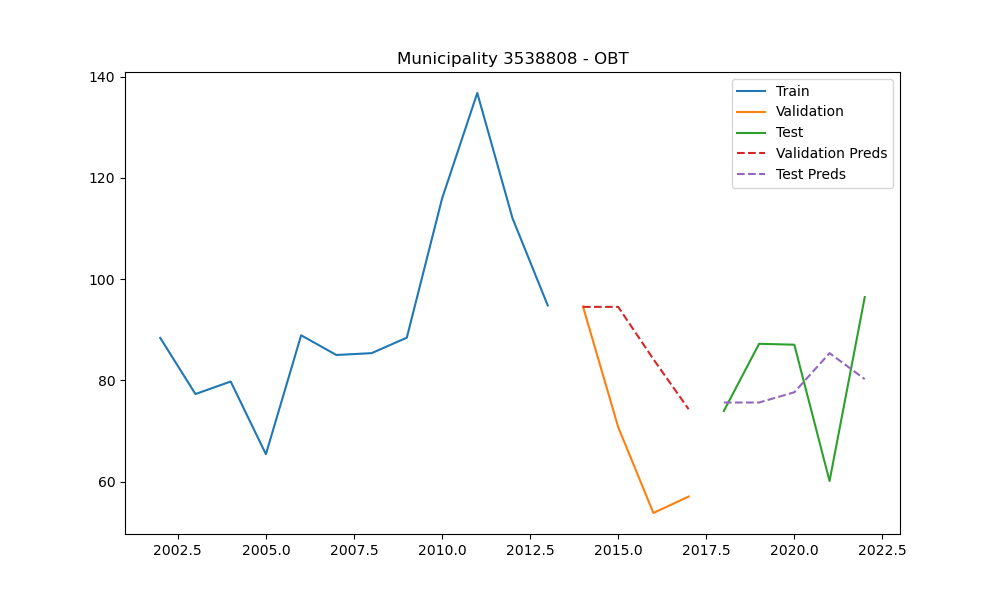 Municipality 3538808 - OBT
140
120
100
80
60
Train
Validation
Test
Validation Preds
Test Preds
2002.5 2005.0 2007.5 2010.0 2012.5 2015.0 2017.5 2020.0 2022.5